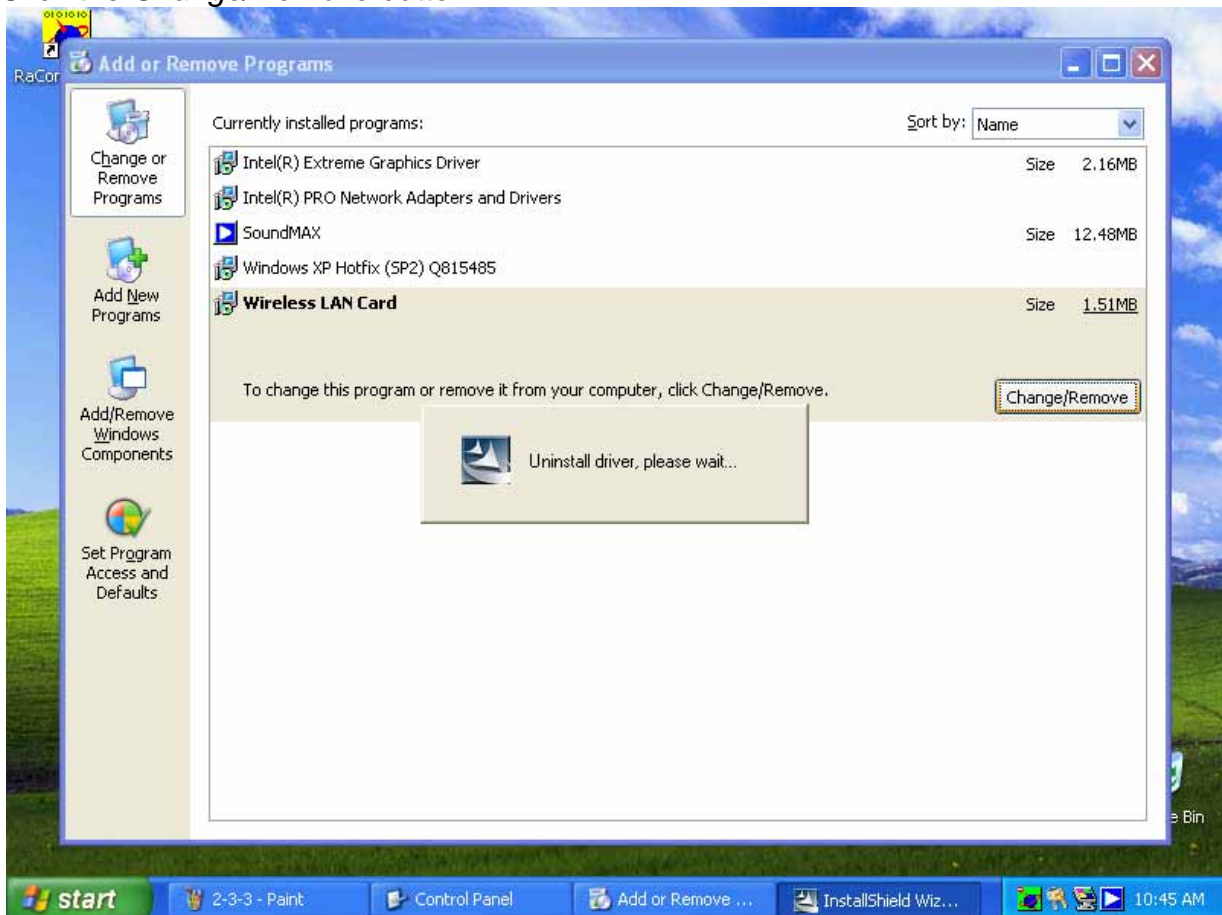 010
1010
RaCor
Add or Remove Programs
Change or
Remove
Programs
Add New
Programs
Add/Remove
Windows
Components
Set Program
Access and
Defaults
Currently installed programs:
Sort by: Name
Intel(R) Extreme Graphics Driver Size 2.16MB
Intel(R) PRO Network Adapters and Drivers
SoundMAX Size 12.48MB
Windows XP Hotfix (SP2) Q815485
Wireless LAN Card Size 1.51MB
To change this program or remove it from your computer, click Change/Remove.
Change/Remove
Uninstall driver, please wait...
e Bin
start 2-3-3 - Paint Control Panel Add or Remove ... InstallShield Wiz... 10:45 AM